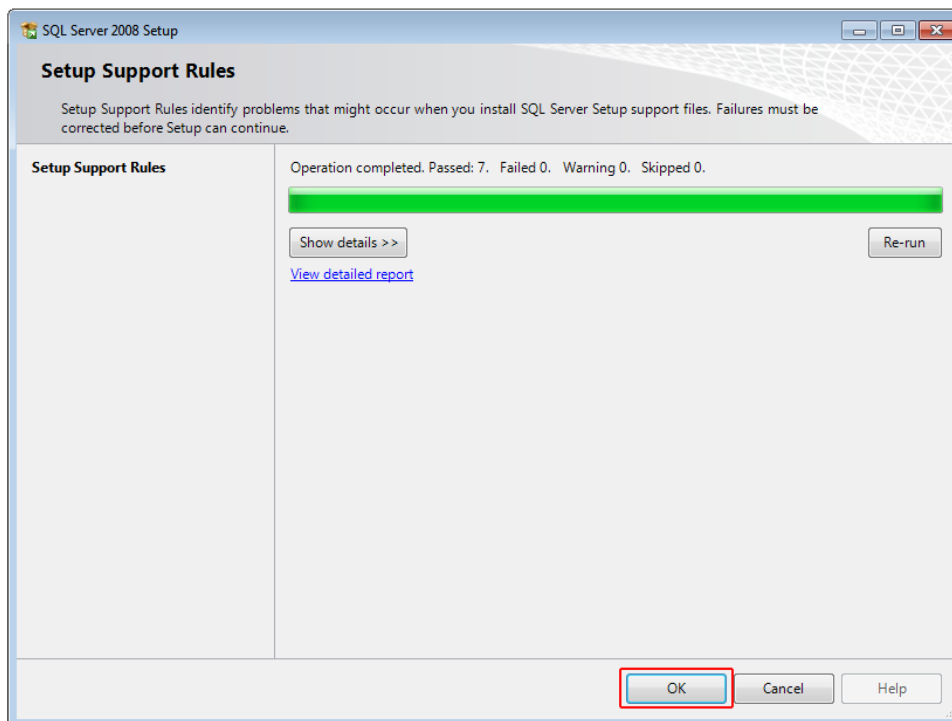 SQL Server 2008 Setup
Setup Support Rules
Setup Support Rules identify problems that might occur when you install SQL Server Setup support files. Failures must be
corrected before Setup can continue.
Setup Support Rules
Operation completed. Passed: 7.   Failed 0.   Warning 0.   Skipped 0.
Show details >>
Re-run
View detailed report
OK
Cancel
Help